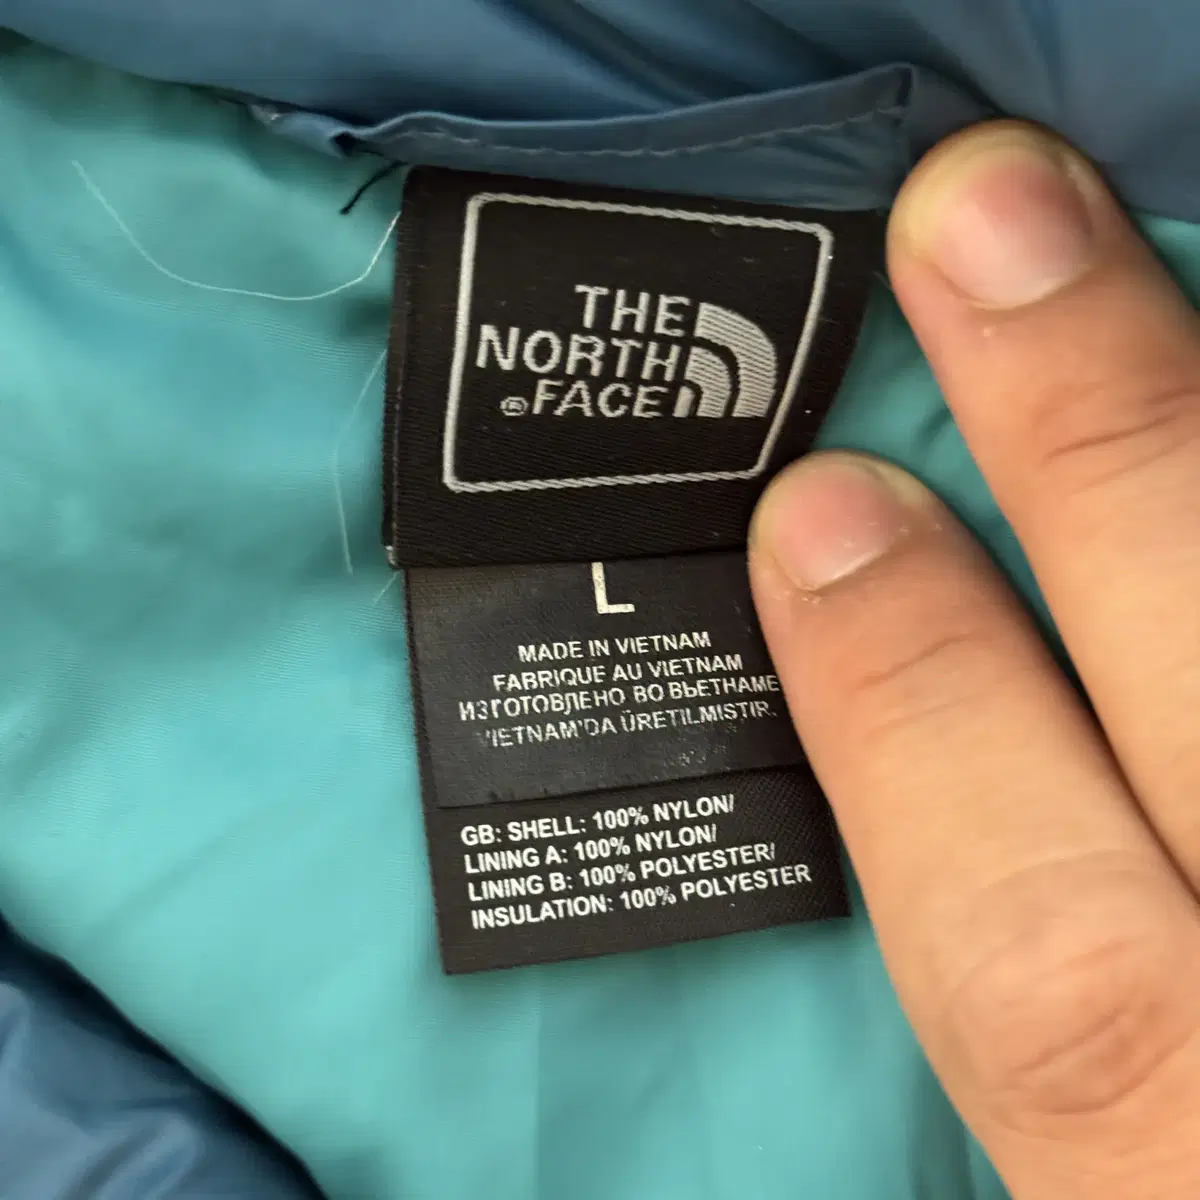 THE
NORTH
® FACE
L
MADE IN VIETNAM
FABRIQUE AU VIETNAM
ИЗГОТОВЛЕНО ВО ВЬЕТНАМЕ
VIETNAM'DA ÜRETILMISTIR.
GB: SHELL: 100% NYLON/
LINING A: 100% NYLON/
LINING B: 100% POLYESTER/
INSULATION: 100% POLYESTER